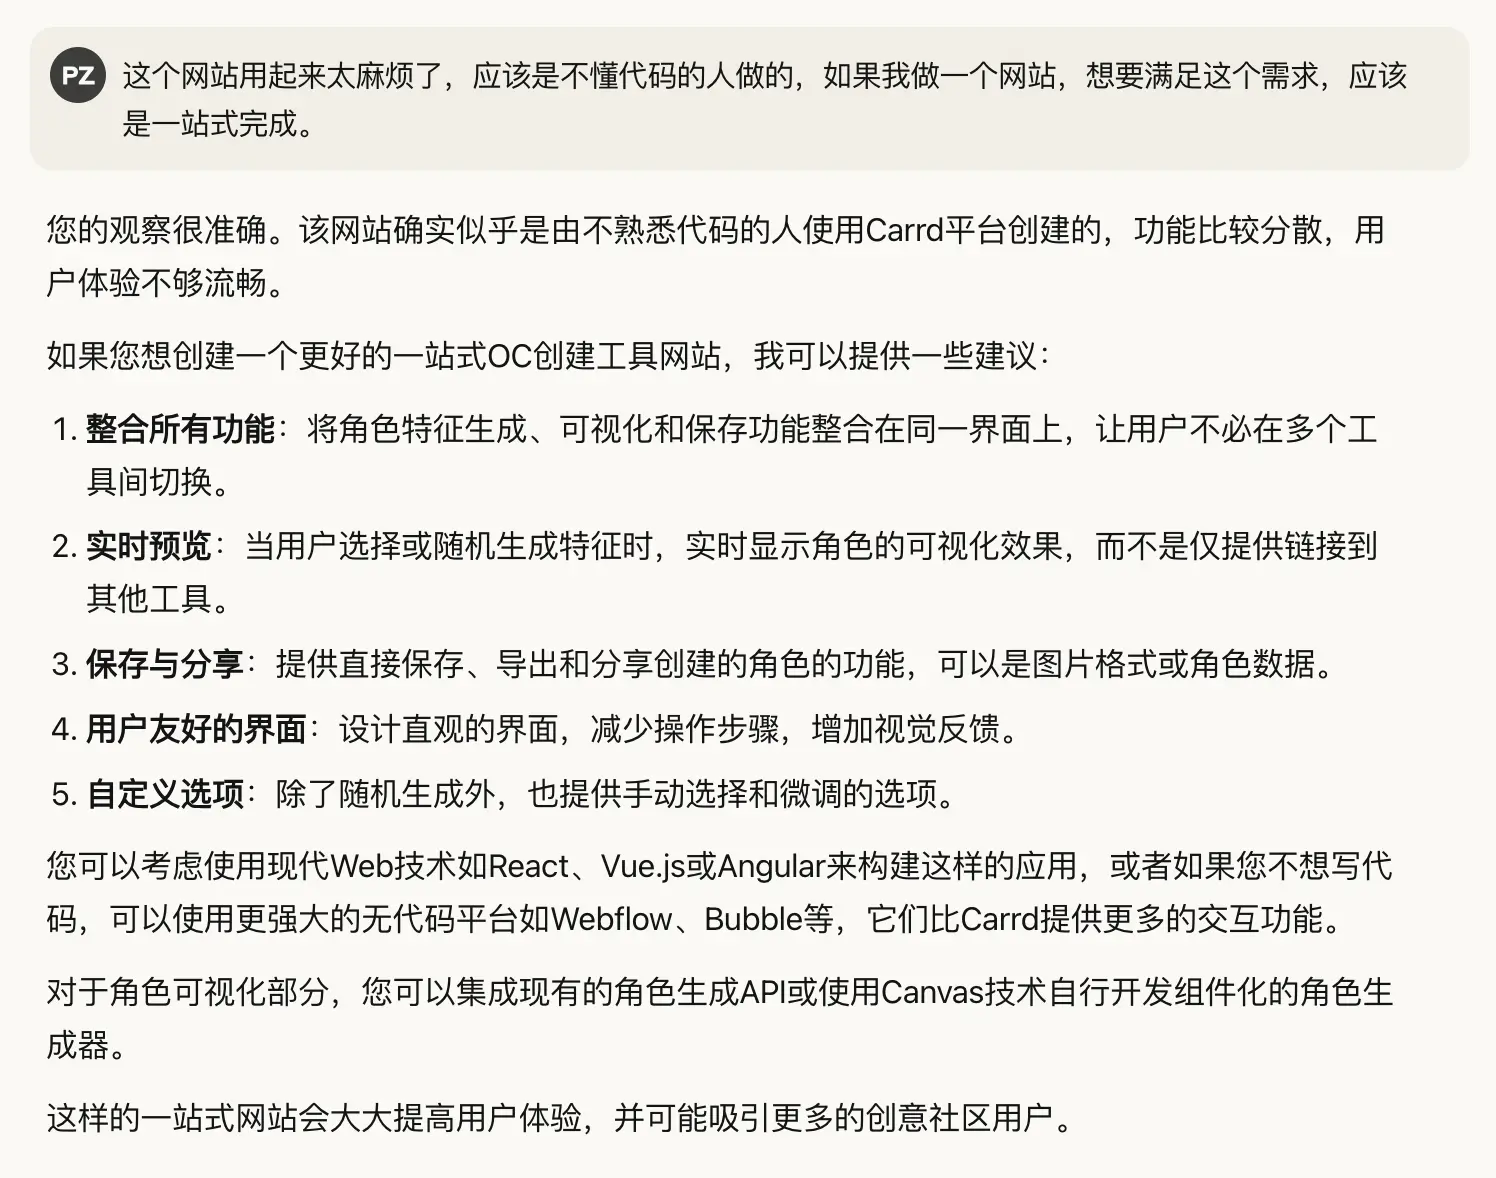 PZ
这个网站用起来太麻烦了，应该是不懂代码的人做的，如果我做一个网站，想要满足这个需求，应该
是一站式完成。
您的观察很准确。该网站确实似乎是由不熟悉代码的人使用Carrd平台创建的，功能比较分散，用
户体验不够流畅。
如果您想创建一个更好的一站式OC创建工具网站，我可以提供一些建议：
1. 整合所有功能：将角色特征生成、可视化和保存功能整合在同一界面上，让用户不必在多个工
具间切换。
2. 实时预览：当用户选择或随机生成特征时，实时显示角色的可视化效果，而不是仅提供链接到
其他工具。
3. 保存与分享：提供直接保存、导出和分享创建的角色的功能，可以是图片格式或角色数据。
4. 用户友好的界面：设计直观的界面，减少操作步骤，增加视觉反馈。
5. 自定义选项：除了随机生成外，也提供手动选择和微调的选项。
您可以考虑使用现代Web技术如React、Vue.js或Angular来构建这样的应用，或者如果您不想写代
码，可以使用更强大的无代码平台如Webflow、Bubble等，它们比Carrd提供更多的交互功能。
对于角色可视化部分，您可以集成现有的角色生成API或使用Canvas技术自行开发组件化的角色生
成器。
这样的一站式网站会大大提高用户体验，并可能吸引更多的创意社区用户。